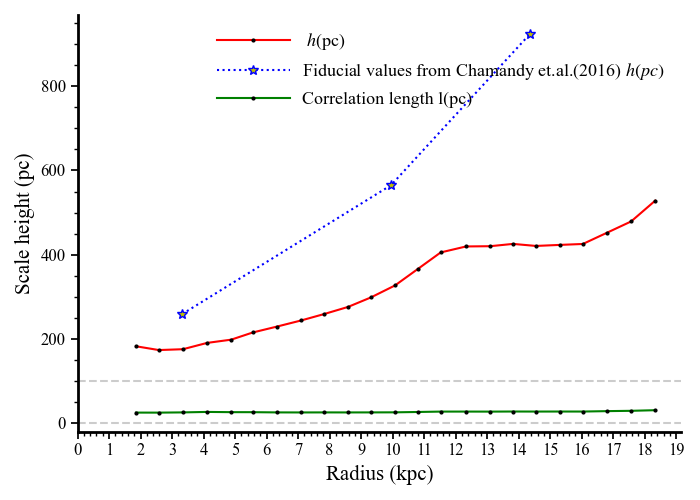 h(pc)
Fiducial values from Chamandy et.al.(2016) h(pc)
Correlation length l(pc)
800
600
400
200
0
Scale height (pc)
0 1 2 3 4 5 6 7 8 9 10 11 12 13 14 15 16 17 18 19
Radius (kpc)